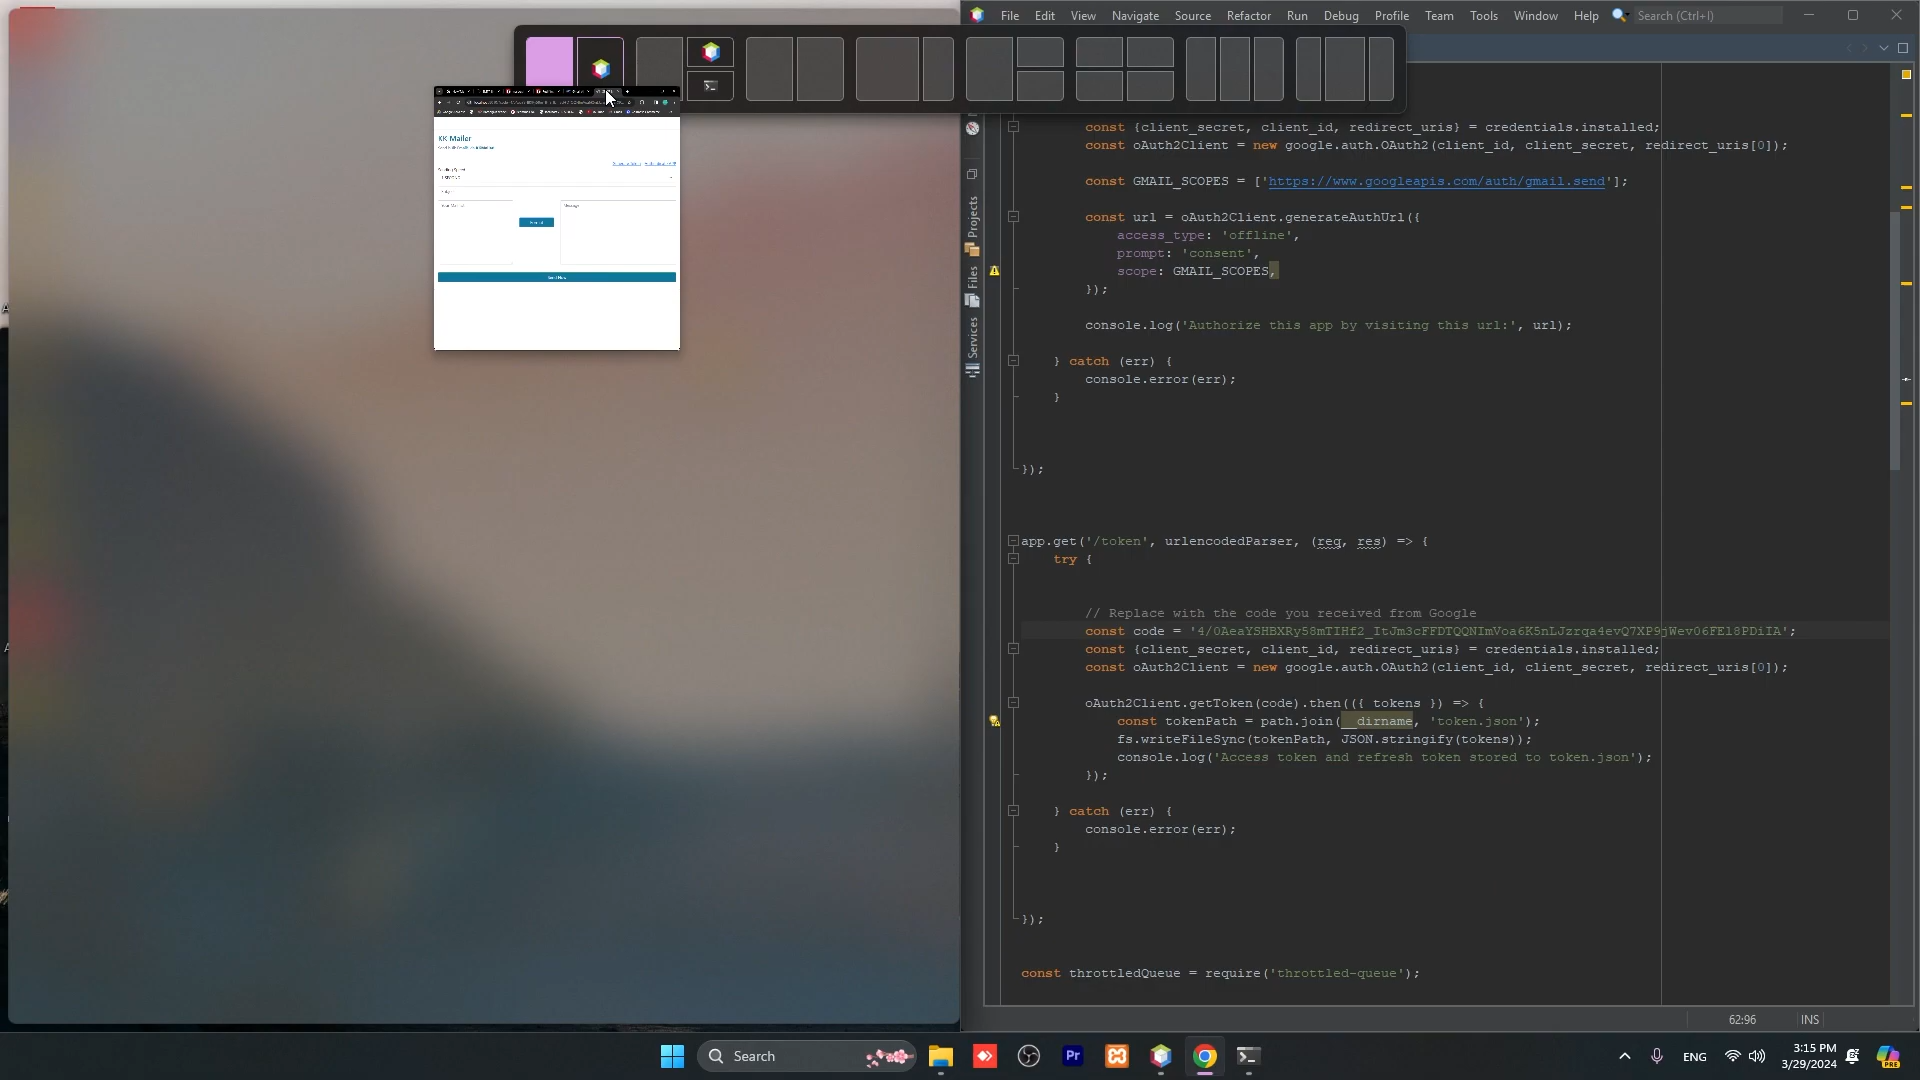 File Edit View Navigate Source Refactor Run Debug Profile Team Tools Window Help
Search (Ctrl+I)
KK Mailer
Projects
Files
Services
const {client_secret, client_id, redirect_uris} = credentials.installed;
const oAuth2Client = new google.auth.OAuth2(client_id, client_secret, redirect_uris[0]);
const GMAIL_SCOPES = ['https://www.googleapis.com/auth/gmail.send'];
const url = oAuth2Client.generateAuthUrl({
access_type: 'offline',
prompt: 'consent',
scope: GMAIL_SCOPES,
});
console.log('Authorize this app by visiting this url:', url);
} catch (err) {
console.error(err);
}
});
app.get('/token', urlencodedParser, (req, res) => {
try {
// Replace with the code you received from Google
const code = '4/0AeaYSHBXRy58mTIHf2_ItJm3cFFDTQQNImVoa6K5nLJzrqa4evQ7XP9jWev06FEl8PDiIA';
const {client_secret, client_id, redirect_uris} = credentials.installed;
const oAuth2Client = new google.auth.OAuth2(client_id, client_secret, redirect_uris[0]);
oAuth2Client.getToken(code).then(({ tokens }) => {
const tokenPath = path.join(__dirname, 'token.json');
fs.writeFileSync(tokenPath, JSON.stringify(tokens));
console.log('Access token and refresh token stored to token.json');
});
} catch (err) {
console.error(err);
}
});
const throttledQueue = require('throttled-queue');
62:96 INS
Search
Pr
ENG
3:15 PM
3/29/2024
PRE